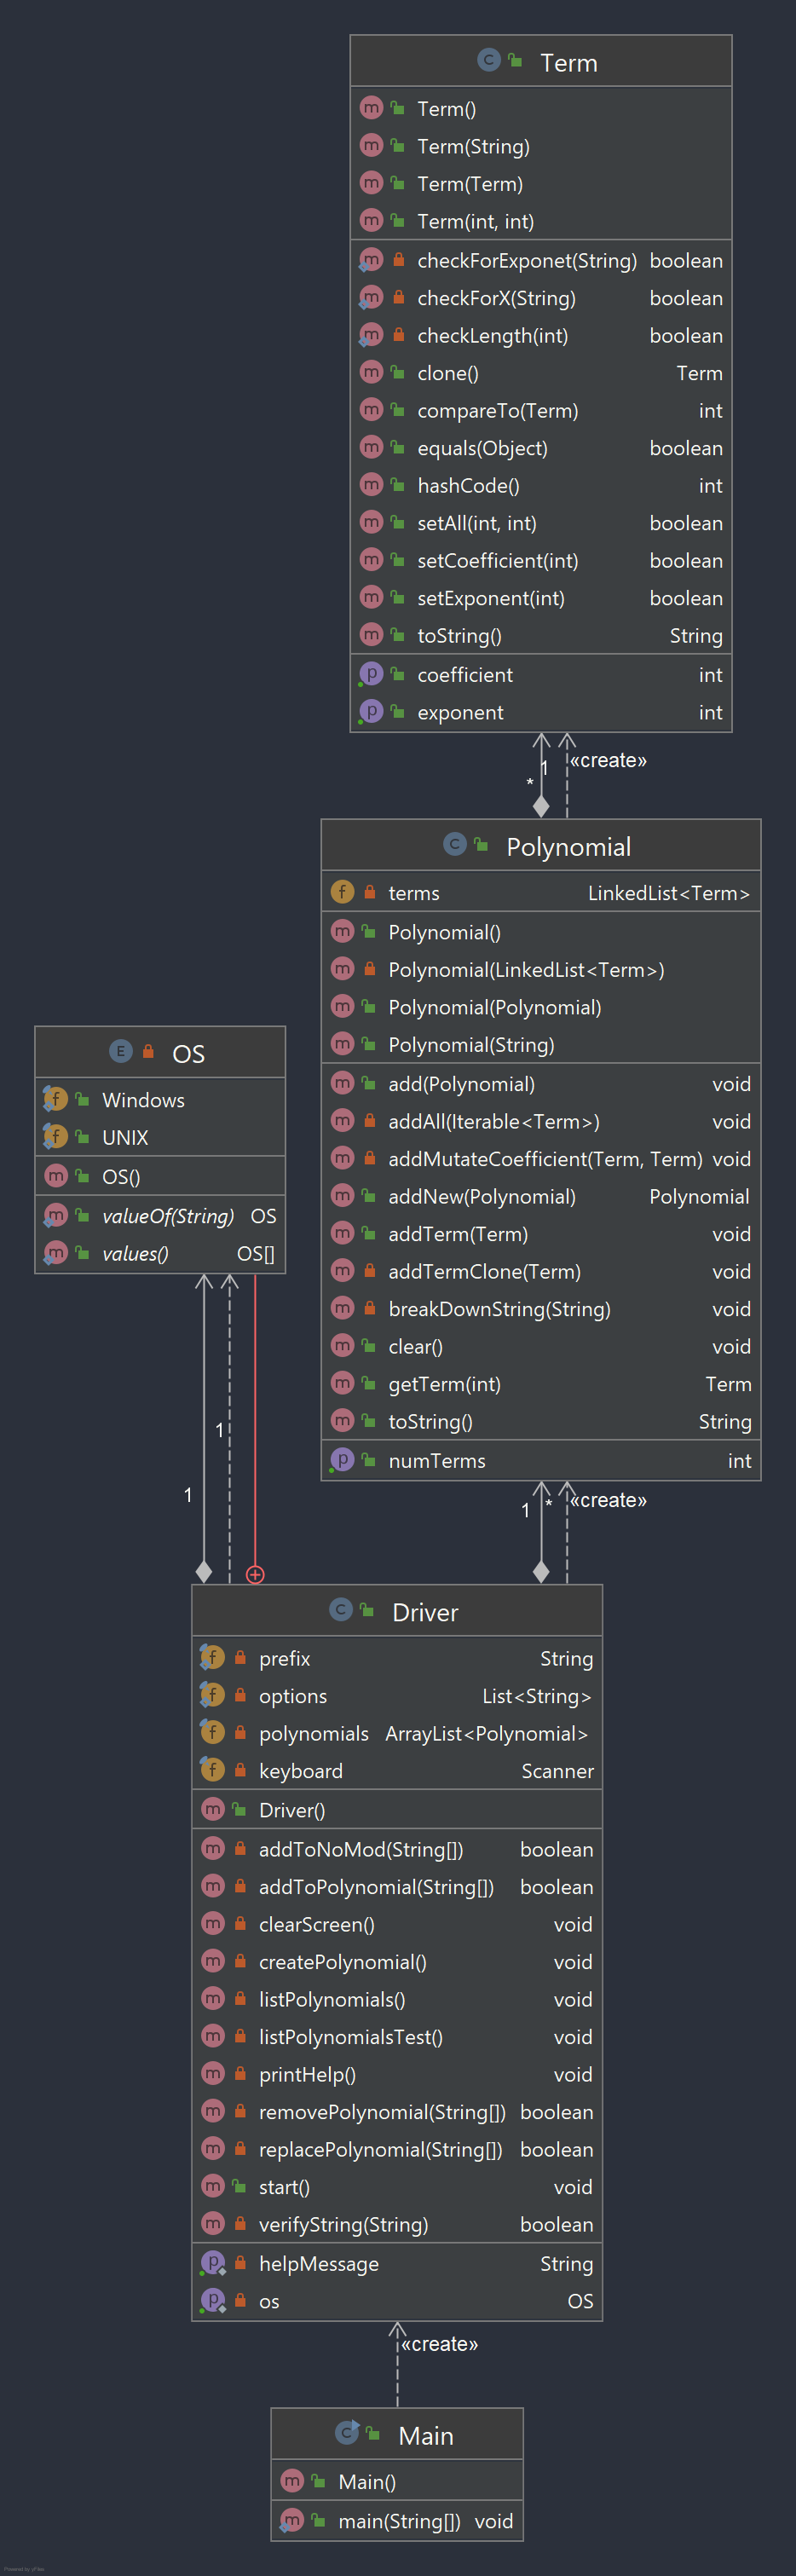 Term
Term()
Term(String)
Term(Term)
Term(int, int)
checkForExponet(String) boolean
checkForX(String) boolean
checkLength(int) boolean
clone() Term
compareTo(Term) int
equals(Object) boolean
hashCode() int
setAll(int, int) boolean
setCoefficient(int) boolean
setExponent(int) boolean
toString() String
coefficient int
exponent int
1 «create»
*
Polynomial
terms LinkedList<Term>
Polynomial()
Polynomial(LinkedList<Term>)
Polynomial(Polynomial)
Polynomial(String)
add(Polynomial) void
addAll(Iterable<Term>) void
addMutateCoefficient(Term, Term) void
addNew(Polynomial) Polynomial
addTerm(Term) void
addTermClone(Term) void
breakDownString(String) void
clear() void
getTerm(int) Term
toString() String
numTerms int
OS
Windows
UNIX
OS()
valueOf(String) OS
values() OS[]
1
1
1 * «create»
Driver
prefix String
options List<String>
polynomials ArrayList<Polynomial>
keyboard Scanner
Driver()
addToNoMod(String[]) boolean
addToPolynomial(String[]) boolean
clearScreen() void
createPolynomial() void
listPolynomials() void
listPolynomialsTest() void
printHelp() void
removePolynomial(String[]) boolean
replacePolynomial(String[]) boolean
start() void
verifyString(String) boolean
helpMessage String
os OS
«create»
Main
Main()
main(String[]) void
Powered by yFiles